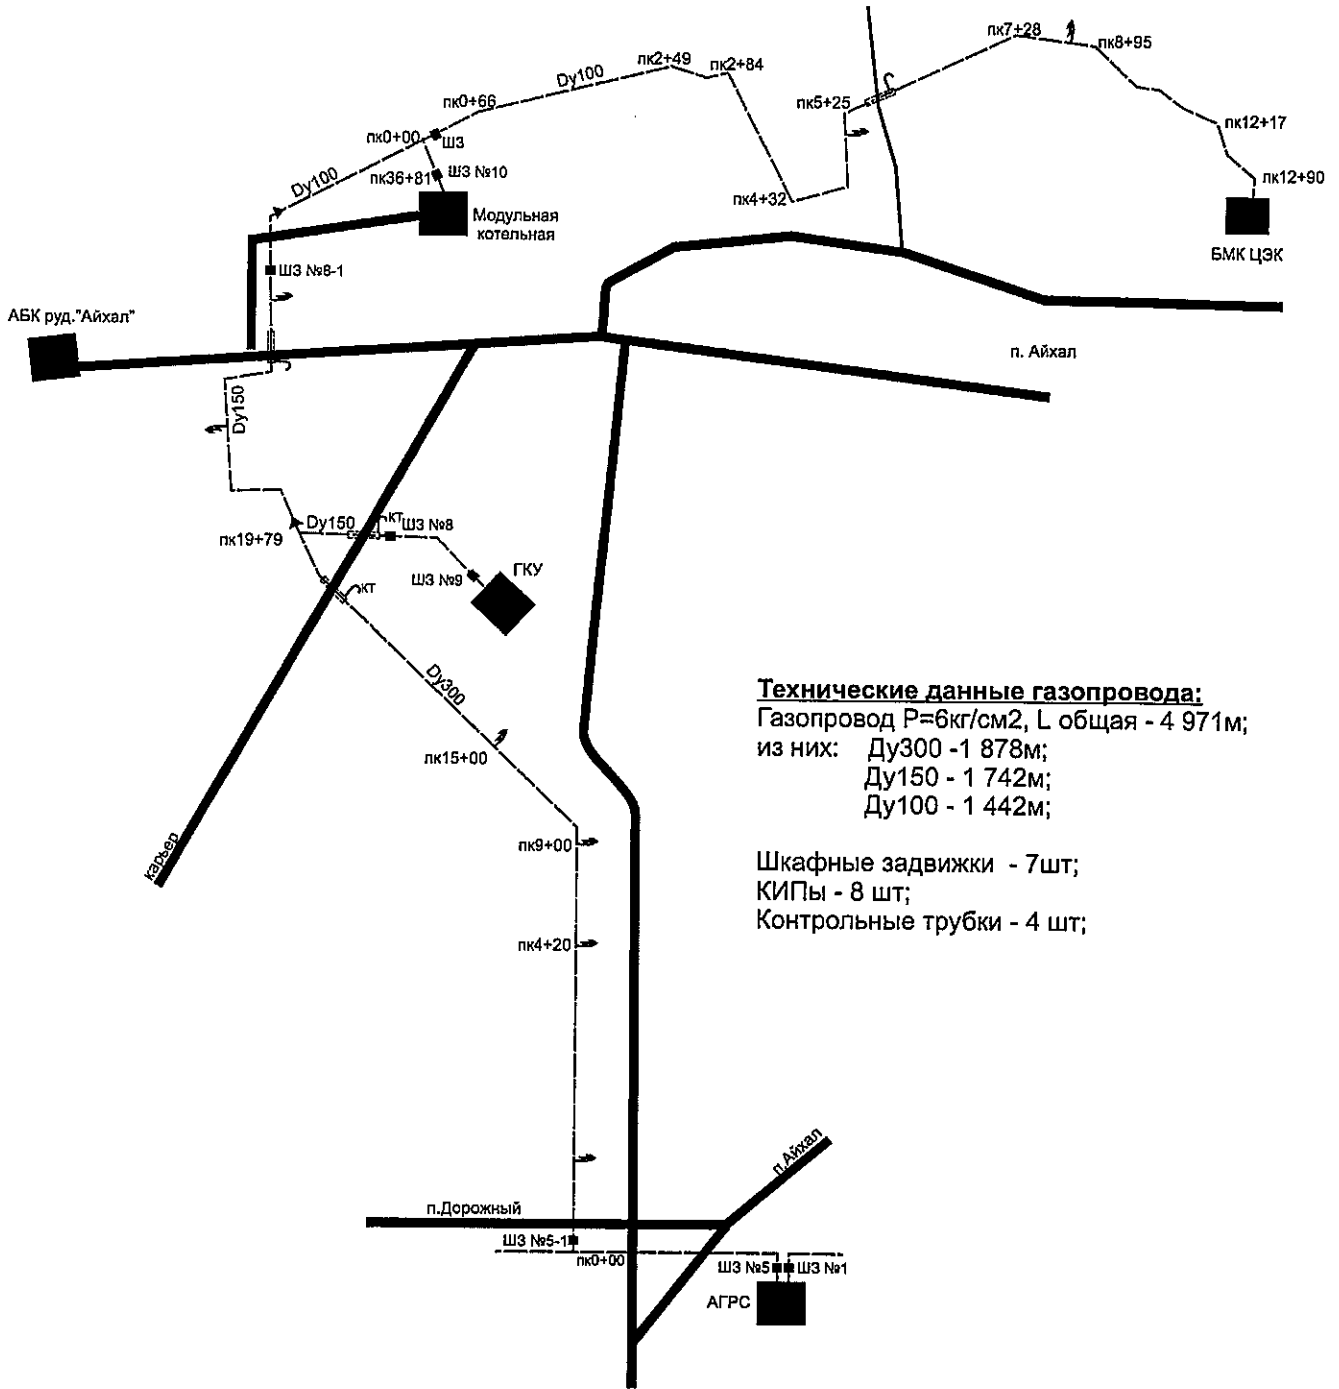 пк7+28
пк8+95
пк2+49
пк2+84
Dy100
пк0+66
пк5+25
пк12+17
пк0+00
ШЗ
пк36+81
ШЗ №10
Dy100
пк4+32
пк12+90
Модульная
котельная
БМК ЦЭК
ШЗ №8-1
АБК руд."Айхал"
п. Айхал
Dy150
Dy150
кт
ШЗ №8
пк19+79
ШЗ №9
ГКУ
кт
Dy300
Технические данные газопровода:
Газопровод Р=6кг/см2, L общая - 4 971м;
из них: Ду300 -1 878м;
Ду150 - 1 742м;
Ду100 - 1 442м;
пк15+00
карьер
пк9+00
Шкафные задвижки - 7шт;
КИПы - 8 шт;
Контрольные трубки - 4 шт;
пк4+20
п.Айхал
п.Дорожный
ШЗ №5-1
пк0+00
ШЗ №5
ШЗ №1
АГРС